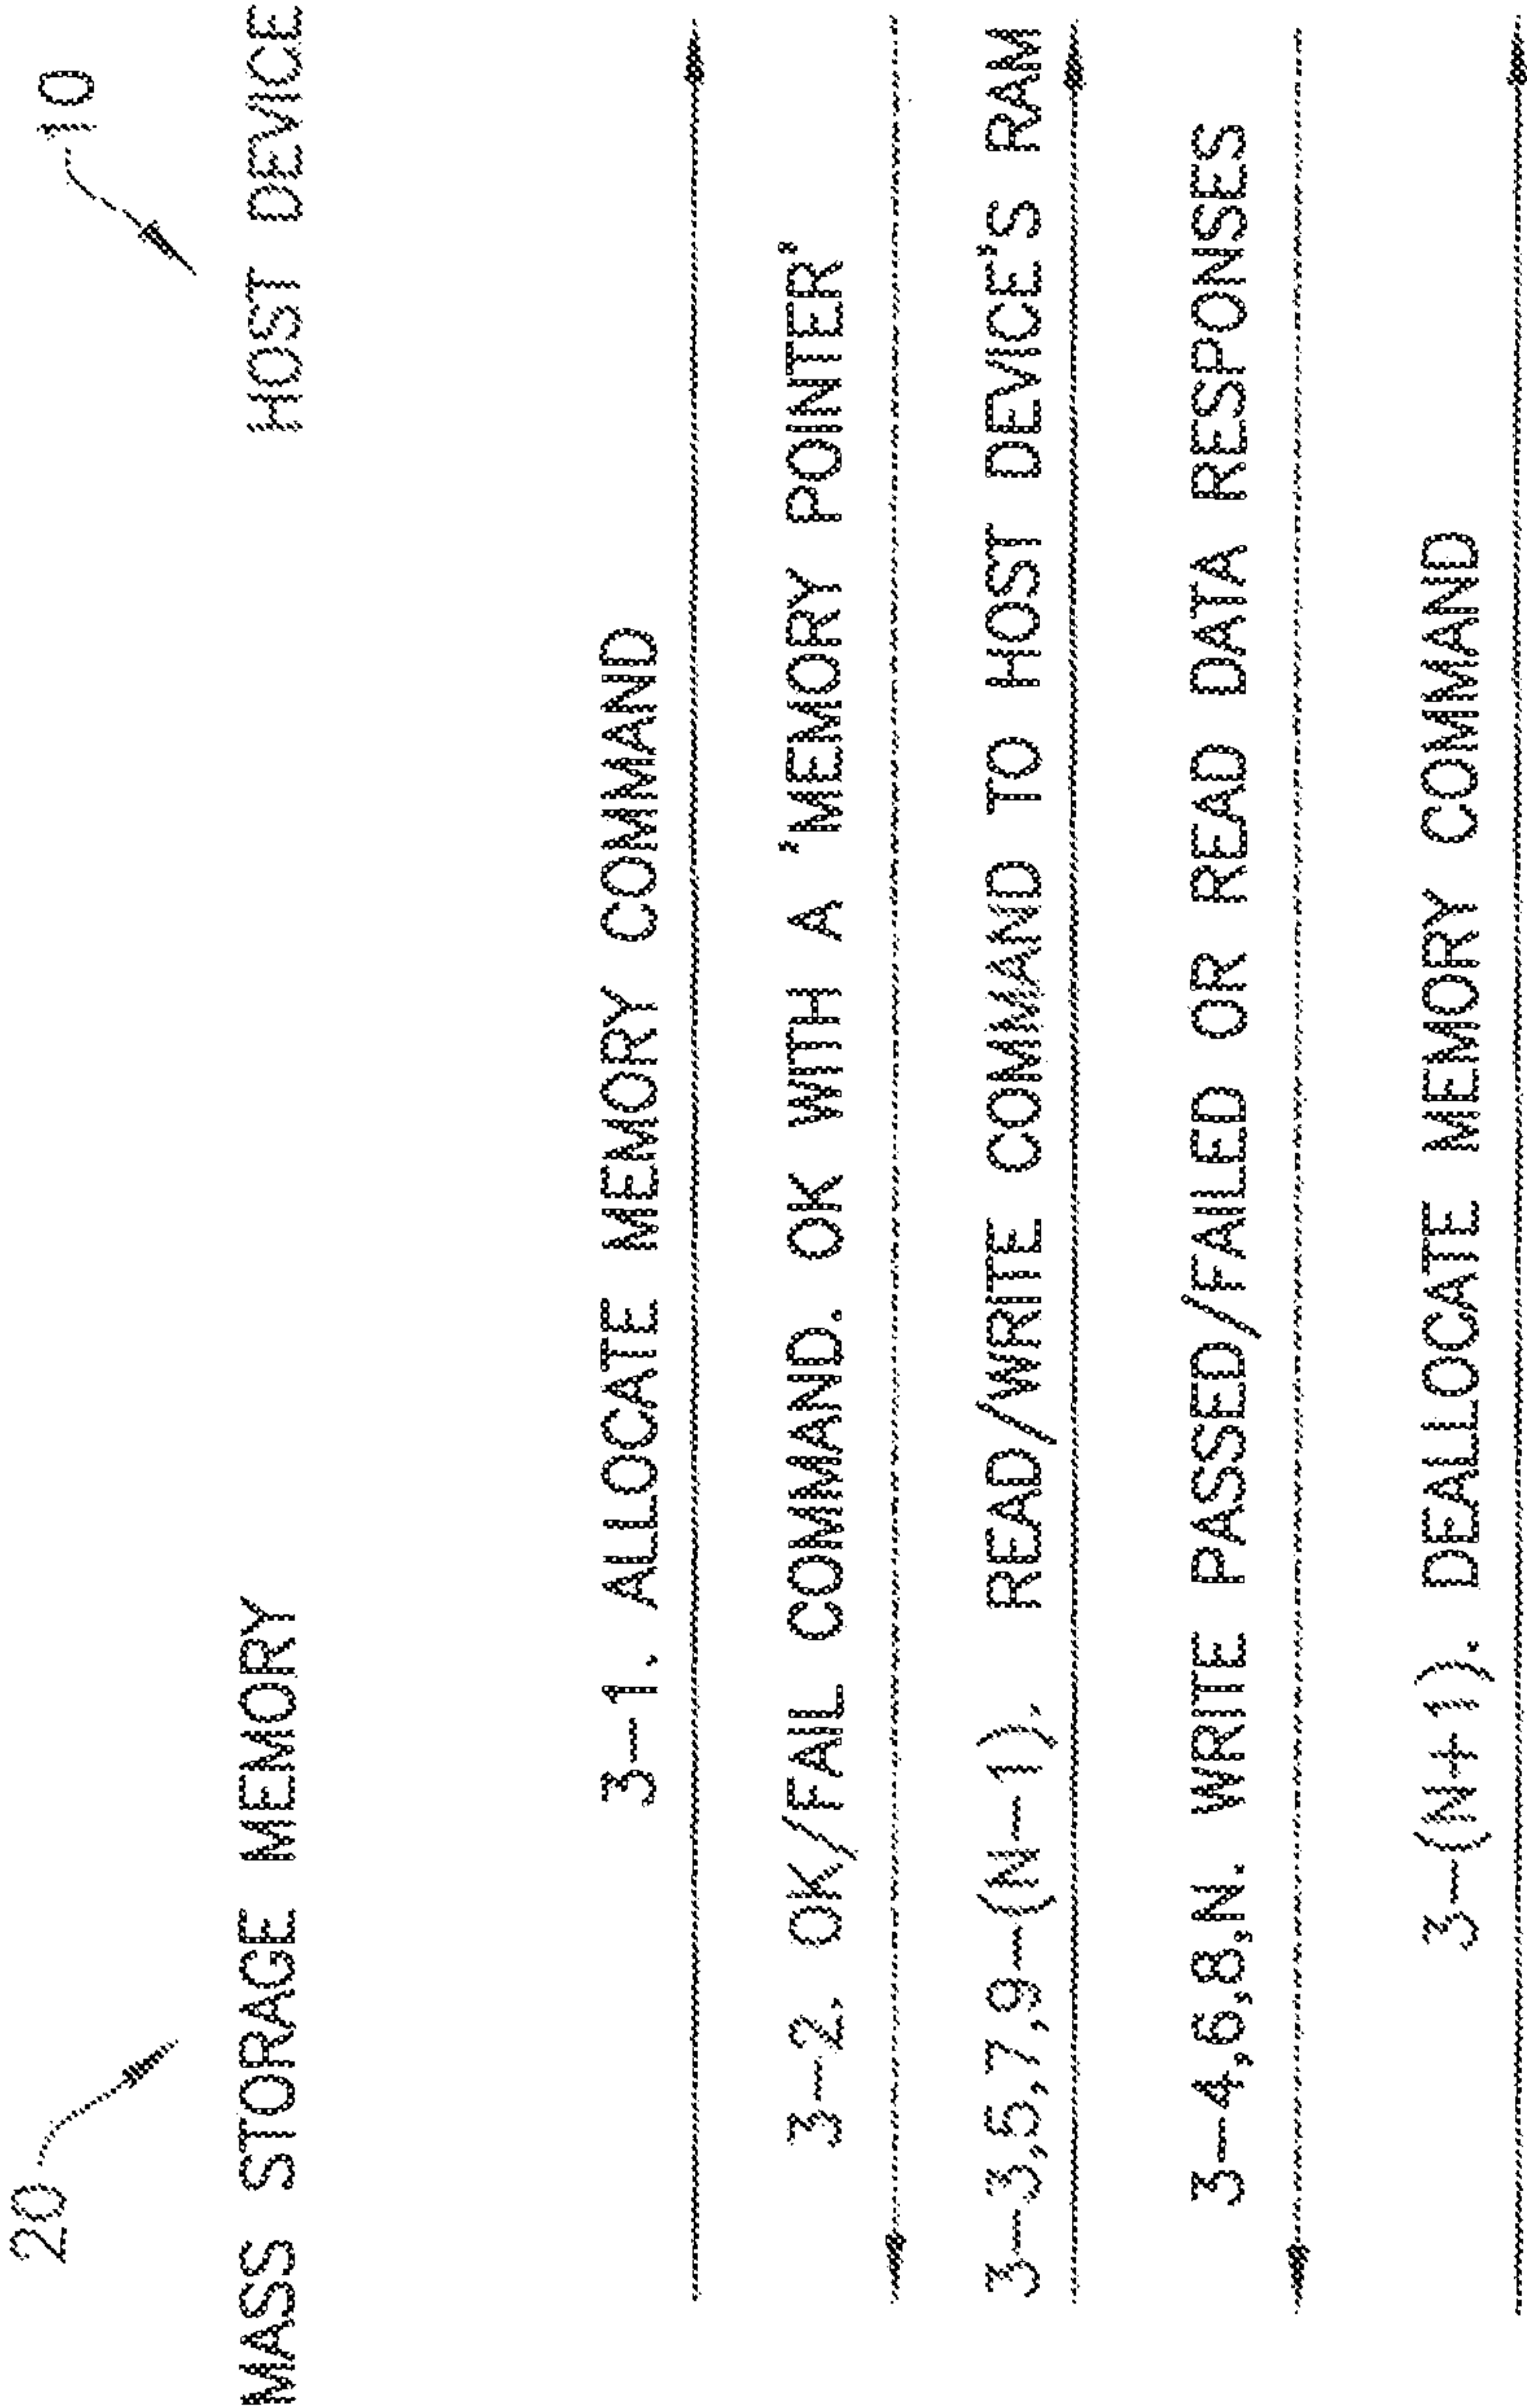 20
10
MASS STORAGE MEMORY
HOST DEVICE
3-1. ALLOCATE MEMORY COMMAND
3-2. OK/FAIL COMMAND. OK WITH A 'MEMORY POINTER'
3-3,5,7,9-(N-1). READ/WRITE COMMAND TO HOST DEVICE'S RAM
3-4,6,8,N. WRITE PASSED/FAILED OR READ DATA RESPONSES
3-(N+1). DEALLOCATE MEMORY COMMAND